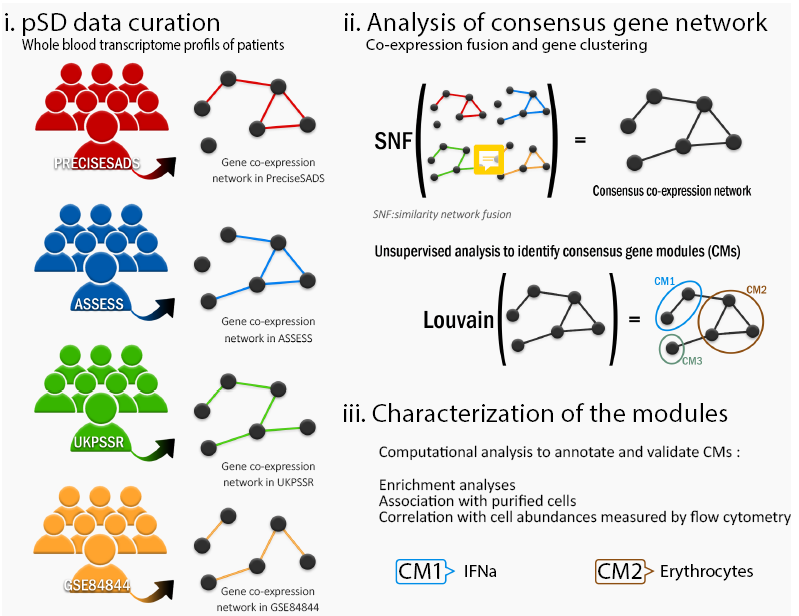 i. pSD data curation
Whole blood transcriptome profils of patients
PRECISESADS
Gene co-expression
network in PreciseSADS
ASSESS
Gene co-expression
network in ASSESS
UKPSSR
Gene co-expression
network in UKPSSR
GSE84844
Gene co-expression
network in GSE84844
ii. Analysis of consensus gene network
Co-expression fusion and gene clustering
SNF ( ) =
Consensus co-expression network
SNF:similarity network fusion
Unsupervised analysis to identify consensus gene modules (CMs)
Louvain ( ) =
CM1
CM2
CM3
iii. Characterization of the modules
Computational analysis to annotate and validate CMs :
Enrichment analyses
Association with purified cells
Correlation with cell abundances measured by flow cytometry
CM1 IFNa
CM2 Erythrocytes